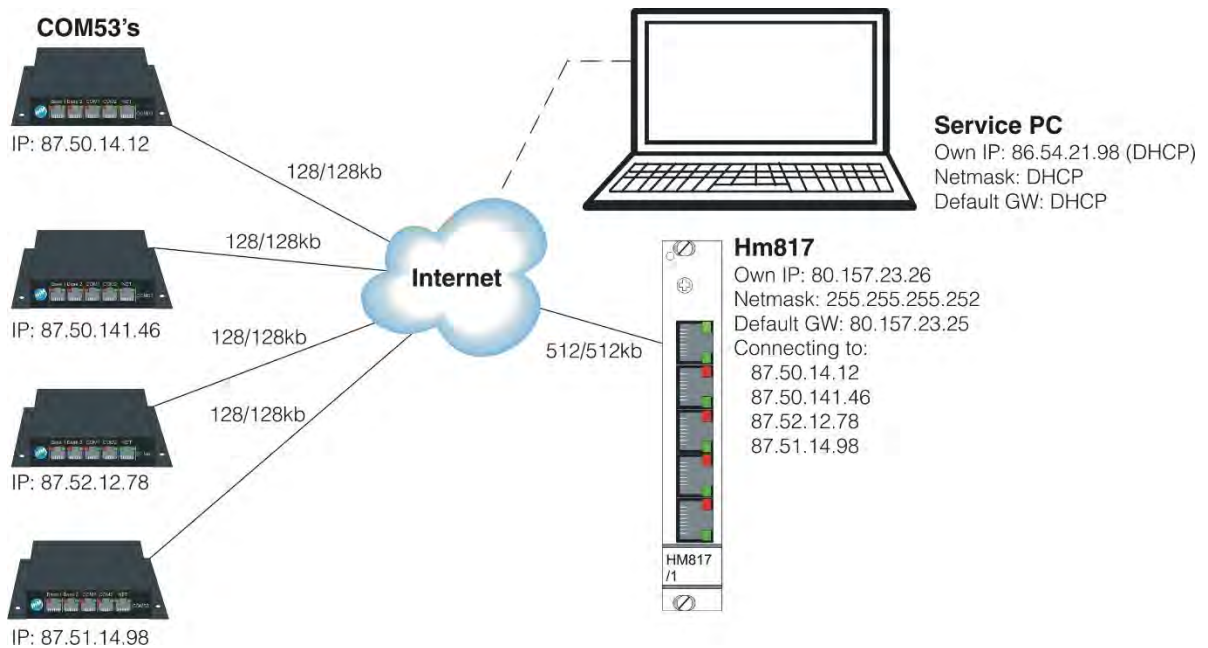 COM53's
IP: 87.50.14.12
128/128kb
IP: 87.50.141.46
128/128kb
IP: 87.52.12.78
128/128kb
IP: 87.51.14.98
128/128kb
Internet
512/512kb
Service PC
Own IP: 86.54.21.98 (DHCP)
Netmask: DHCP
Default GW: DHCP
Hm817
Own IP: 80.157.23.26
Netmask: 255.255.255.252
Default GW: 80.157.23.25
Connecting to:
87.50.14.12
87.50.141.46
87.52.12.78
87.51.14.98
HM817
/1